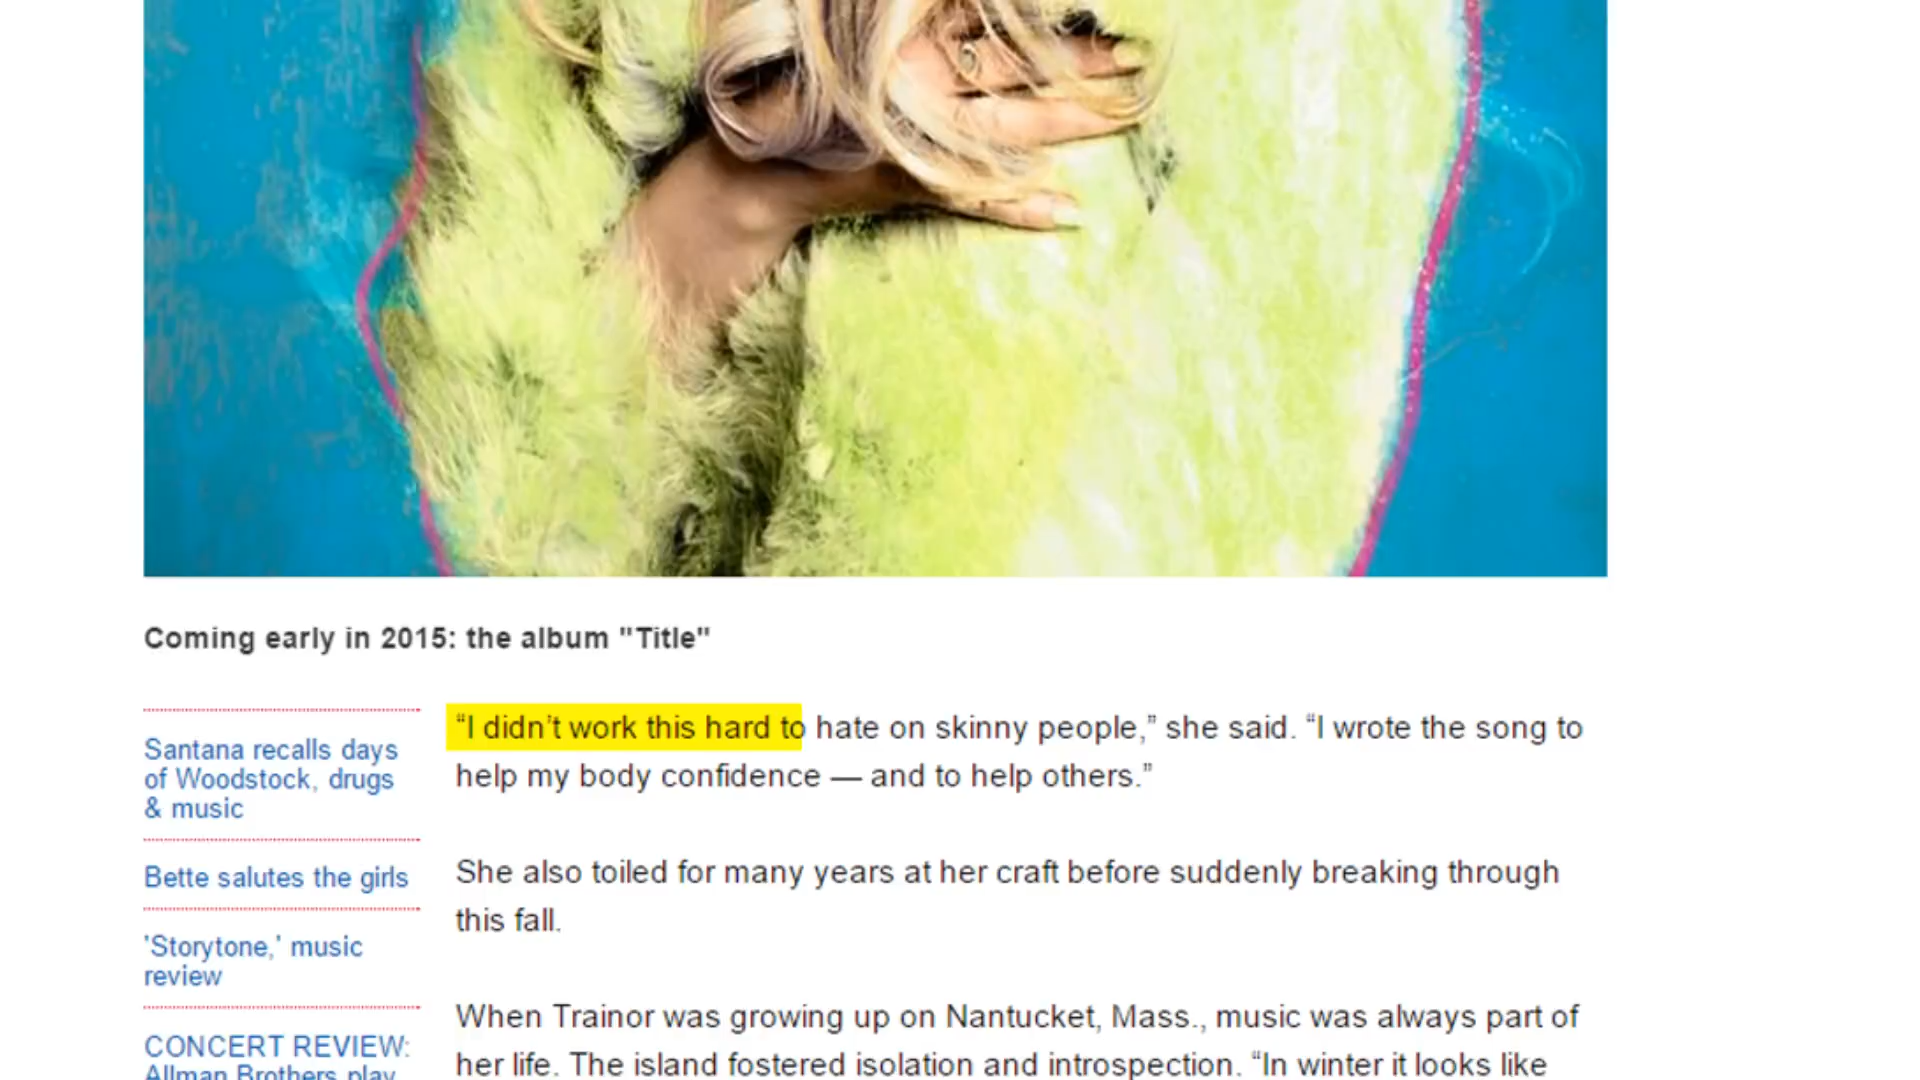 Coming early in 2015: the album "Title"
Santana recalls days
of Woodstock, drugs
& music
Bette salutes the girls
'Storytone,' music
review
CONCERT REVIEW:
Allman Brothers play
“I didn’t work this hard to hate on skinny people,” she said. “I wrote the song to
help my body confidence — and to help others.”
She also toiled for many years at her craft before suddenly breaking through
this fall.
When Trainor was growing up on Nantucket, Mass., music was always part of
her life. The island fostered isolation and introspection. “In winter it looks like